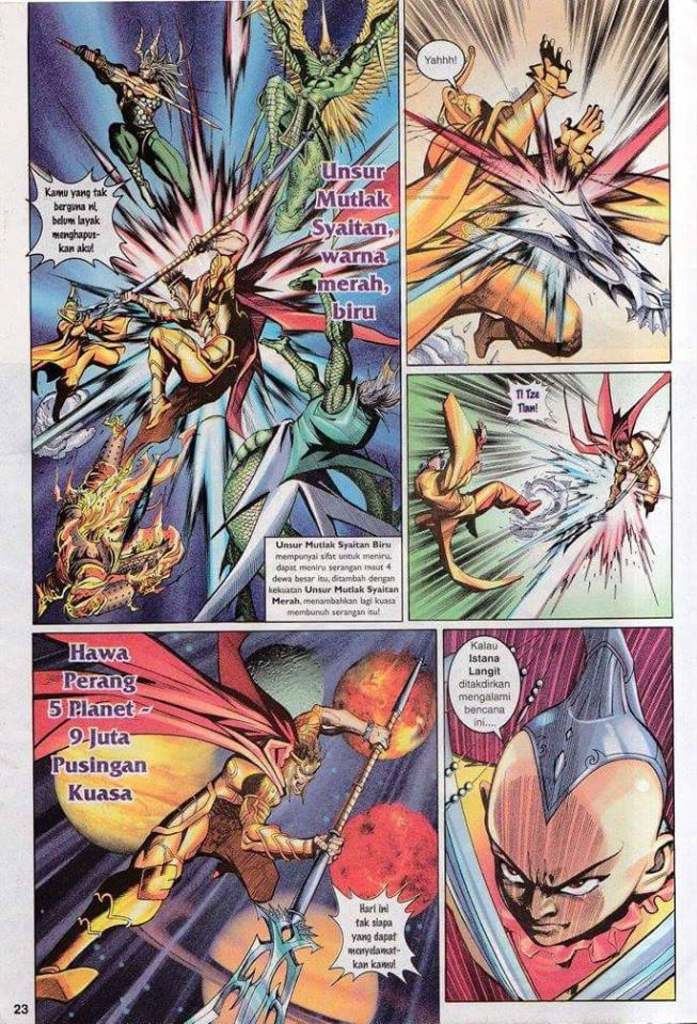 Kamu yang tak
berguna ni,
belum layak
menghapus-
kan aku!
Unsur
Mutlak
Syaitan,
warna
merah,
biru
Unsur Mutlak Syaitan Biru
mempunyai sifat untuk meniru,
dapat meniru serangan maut 4
dewa besar itu, ditambah dengan
kekuatan Unsur Mutlak Syaitan
Merah, menambahkan lagi kuasa
membunuh serangan itu!
Yahhh!
Ti Tze
Tian!
Hawa
Perang
5 Planet -
9 Juta
Pusingan
Kuasa
Hari ini
tak siapa
yang dapat
menyelamat-
kan kamu!
Kalau
Istana
Langit
ditakdirkan
mengalami
bencana
ini....
23